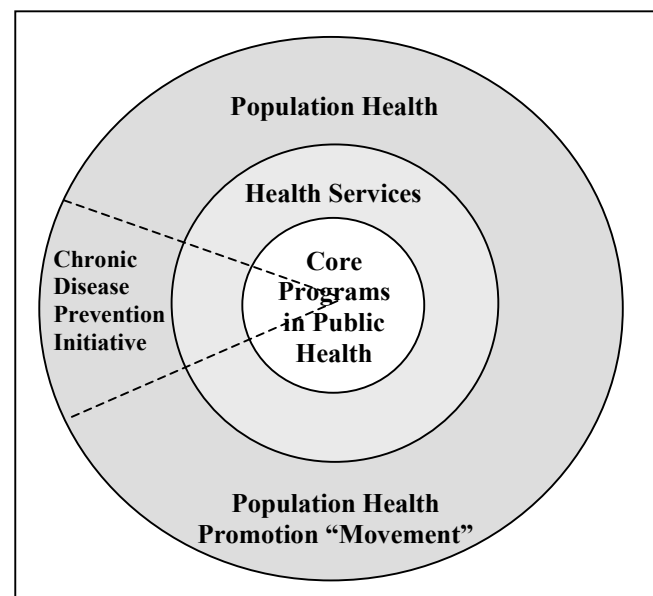 Population Health
Health Services
Core
Programs
in Public
Health
Chronic
Disease
Prevention
Initiative
Population Health
Promotion “Movement”